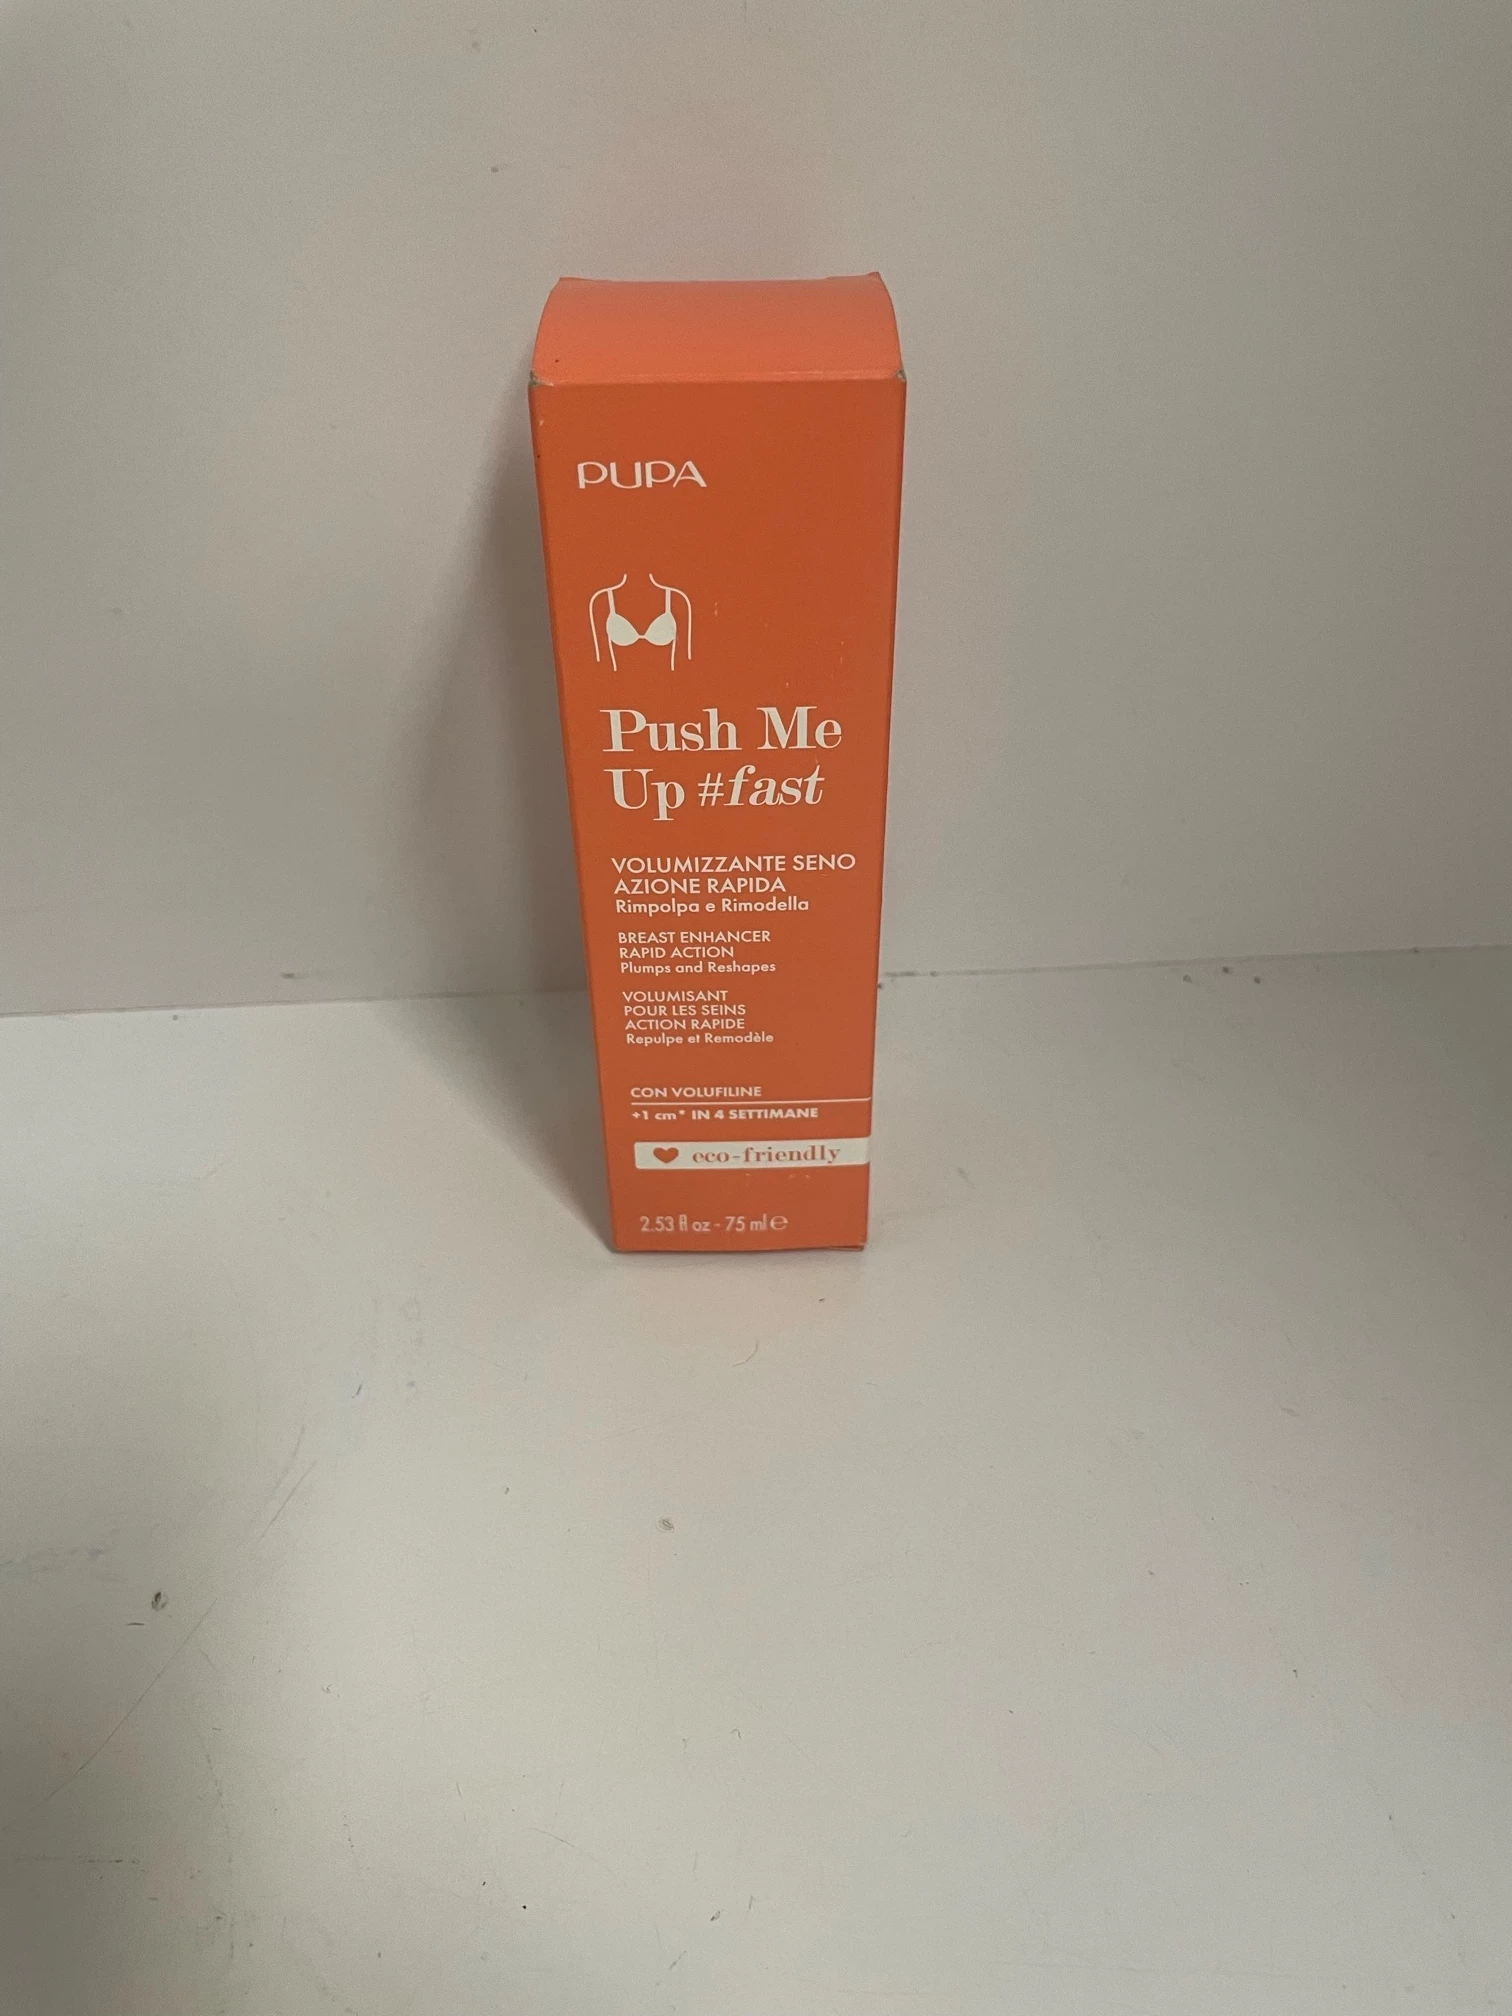 PUPA
Push Me
Up #fast
VOLUMIZZANTE SENO
AZIONE RAPIDA
Rimpolpa e Rimodella
BREAST ENHANCER
RAPID ACTION
Plumps and Reshapes
VOLUMISANT
POUR LES SEINS
ACTION RAPIDE
Repulpe et Remodèle
CON VOLUFILINE
+1 cm* IN 4 SETTIMANE
eco-friendly
2.53 fl oz - 75 ml ℮